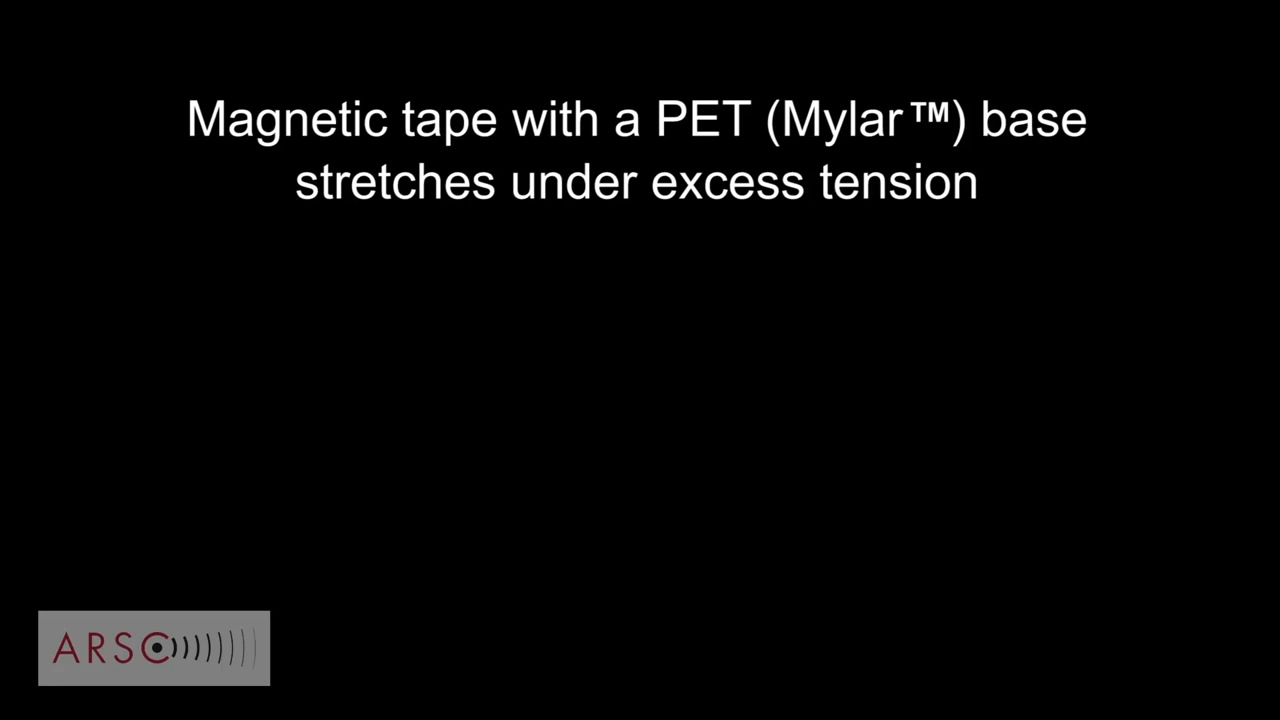 Magnetic tape with a PET (Mylar™) base
stretches under excess tension
ARSC